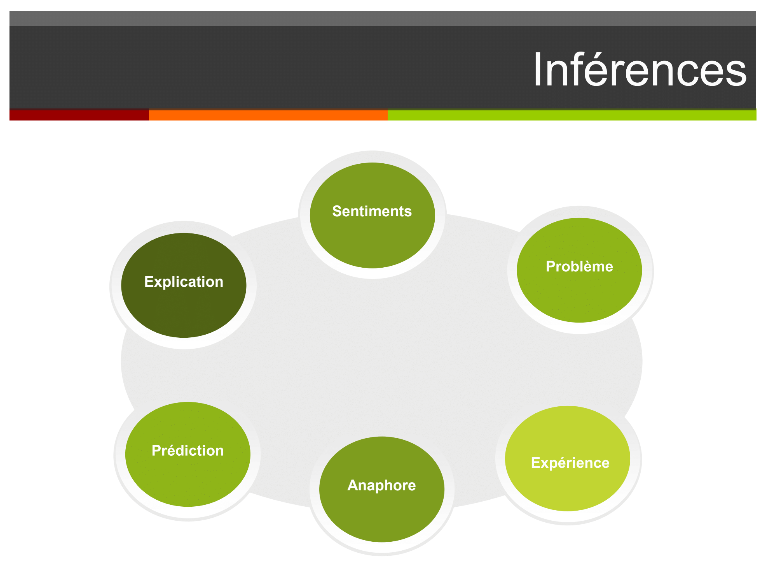 Inférences
Sentiments
Problème
Explication
Prédiction
Anaphore
Expérience